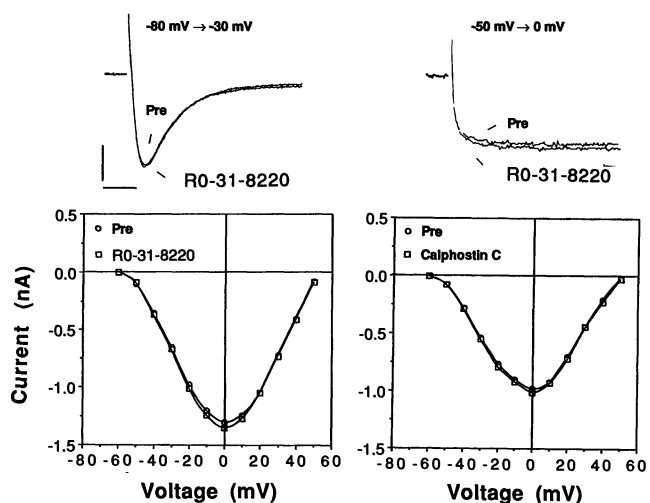 -80 mV → -30 mV
-50 mV → 0 mV
Pre
R0-31-8220
Pre
R0-31-8220
0.5
0.0
-0.5
-1.0
-1.5
Pre
R0-31-8220
-80 -60 -40 -20 0 20 40 60
Voltage (mV)
Current (nA)
0.5
0.0
-0.5
-1.0
-1.5
Pre
Calphostin C
-80 -60 -40 -20 0 20 40 60
Voltage (mV)